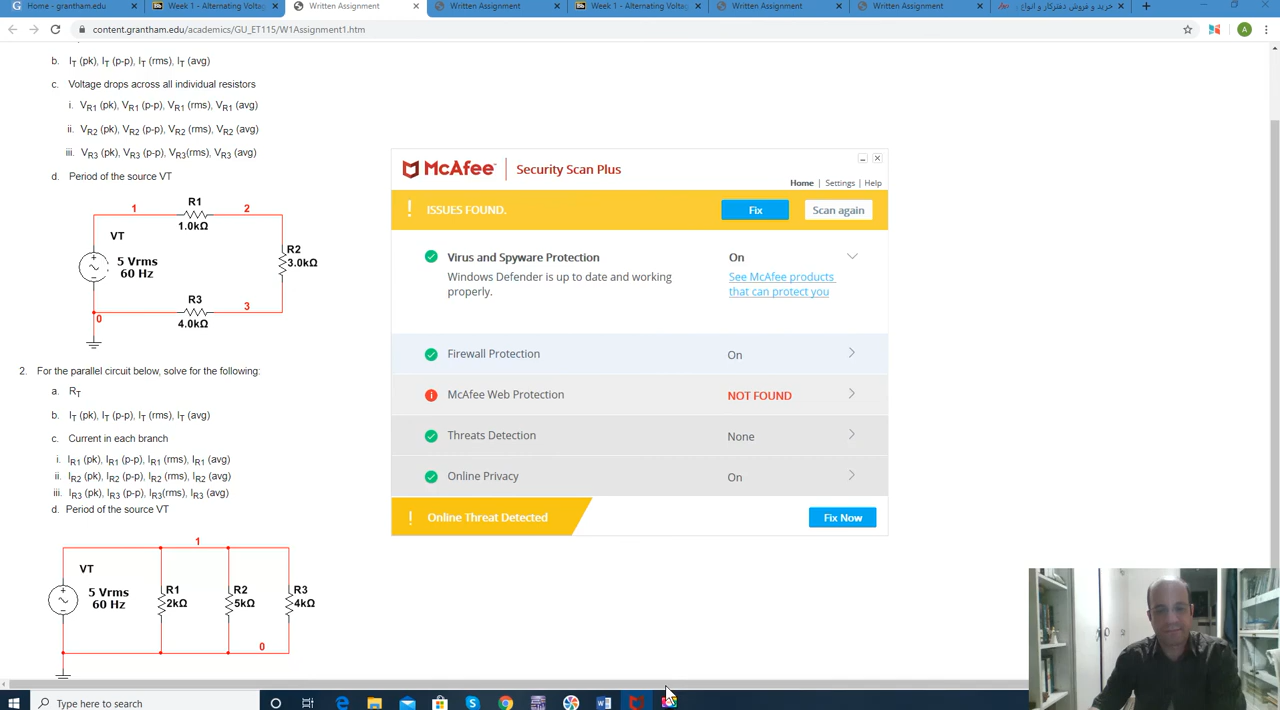 Home - grantham.edu
Week 1 - Alternating Volta
Written Assignment
Written Assignment
Week 1 - Alternating Volta
Written Assignment
Written Assignment
خرید و فروش دفترکار و انواع
content.grantham.edu/academics/GU_ET115/W1Assignment1.htm
A
b. IT (pk), IT (p-p), IT (rms), IT (avg)
c. Voltage drops across all individual resistors
i. VR1 (pk), VR1 (p-p), VR1 (rms), VR1 (avg)
ii. VR2 (pk), VR2 (p-p), VR2 (rms), VR2 (avg)
iii. VR3 (pk), VR3 (p-p), VR3(rms), VR3 (avg)
d. Period of the source VT
R1
1
2
1.0kΩ
VT
5 Vrms
60 Hz
R2
3.0kΩ
R3
3
0
4.0kΩ
2. For the parallel circuit below, solve for the following:
a. RT
b. IT (pk), IT (p-p), IT (rms), IT (avg)
c. Current in each branch
i. IR1 (pk), IR1 (p-p), IR1 (rms), IR1 (avg)
ii. IR2 (pk), IR2 (p-p), IR2 (rms), IR2 (avg)
iii. IR3 (pk), IR3 (p-p), IR3(rms), IR3 (avg)
d. Period of the source VT
1
VT
5 Vrms
60 Hz
R1
2kΩ
R2
5kΩ
R3
4kΩ
0
McAfee™ Security Scan Plus
Home | Settings | Help
! ISSUES FOUND.
Fix
Scan again
Virus and Spyware Protection On
Windows Defender is up to date and working
properly.
See McAfee products
that can protect you
Firewall Protection On
McAfee Web Protection NOT FOUND
Threats Detection None
Online Privacy On
! Online Threat Detected
Fix Now
Type here to search